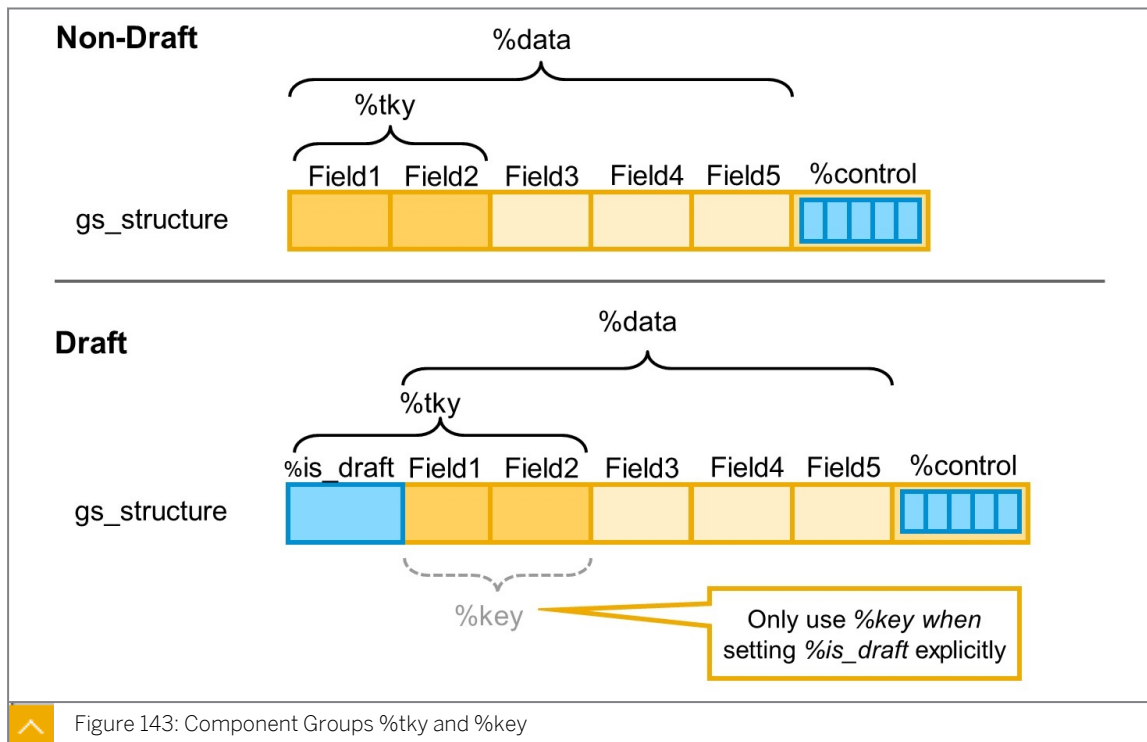 Non-Draft
%data
%tky
Field1 Field2 Field3 Field4 Field5 %control
gs_structure
Draft
%data
%tky
%is_draft Field1 Field2 Field3 Field4 Field5 %control
gs_structure
%key
Only use %key when
setting %is_draft explicitly
Figure 143: Component Groups %tky and %key